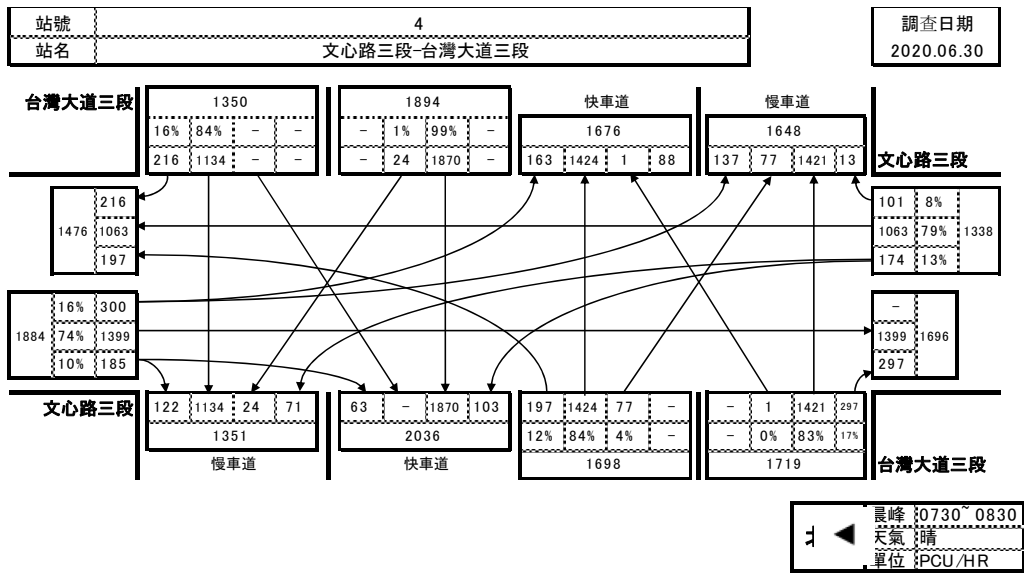 站號 4
站名 文心路三段-台灣大道三段
調查日期
2020.06.30
台灣大道三段
1350
16% 84% - -
216 1134 - -
1894
- 1% 99% -
- 24 1870 -
快車道
1676
163 1424 1 88
慢車道
1648
137 77 1421 13
文心路三段
1476
216
1063
197
101 8%
1063 79% 1338
174 13%
16% 300
1884 74% 1399
10% 185
-
1399 1696
297
文心路三段
122 1134 24 71
1351
慢車道
63 - 1870 103
2036
快車道
197 1424 77 -
12% 84% 4% -
1698
- 1 1421 297
- 0% 83% 17%
1719
台灣大道三段
晨峰 0730~0830
天氣 晴
單位 PCU/HR